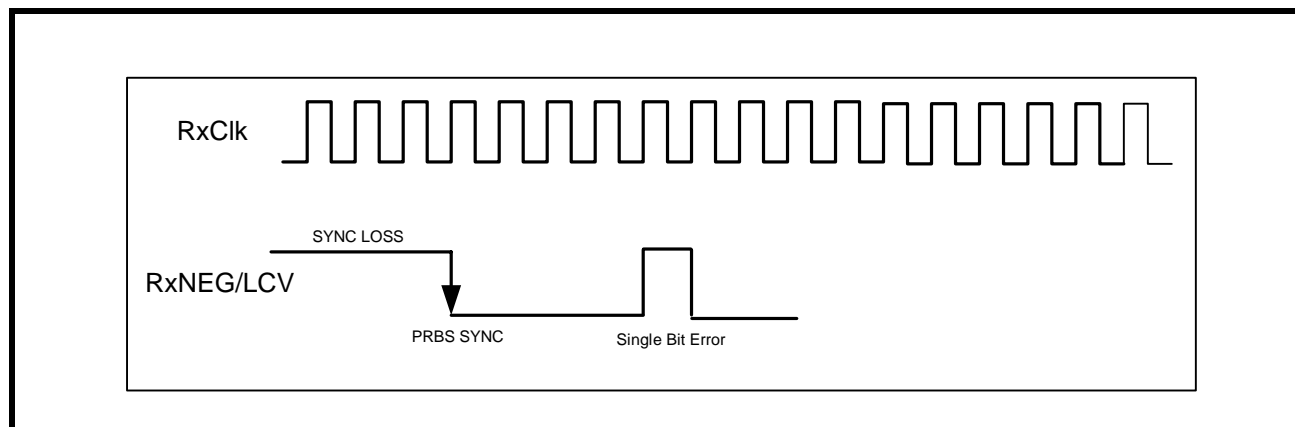 RxClk
SYNC LOSS
RxNEG/LCV
PRBS SYNC
Single Bit Error